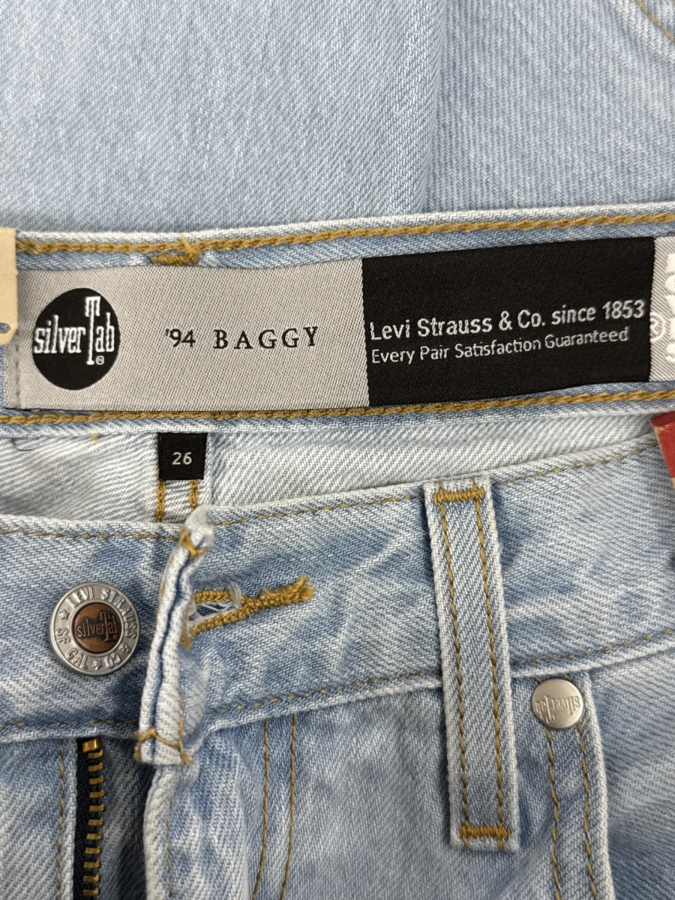 silverTab®
'94 BAGGY
Levi Strauss & Co. since 1853
Every Pair Satisfaction Guaranteed
®
26
LEVI STRAUSS & CO
SF CAL
silverTab
silverTab